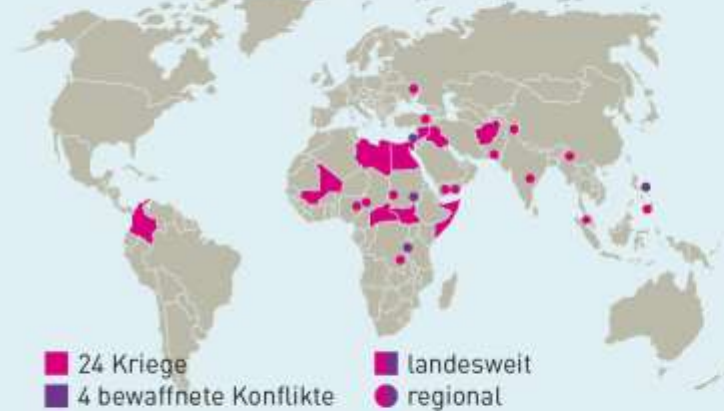 24 Kriege
4 bewaffnete Konflikte
landesweit
regional